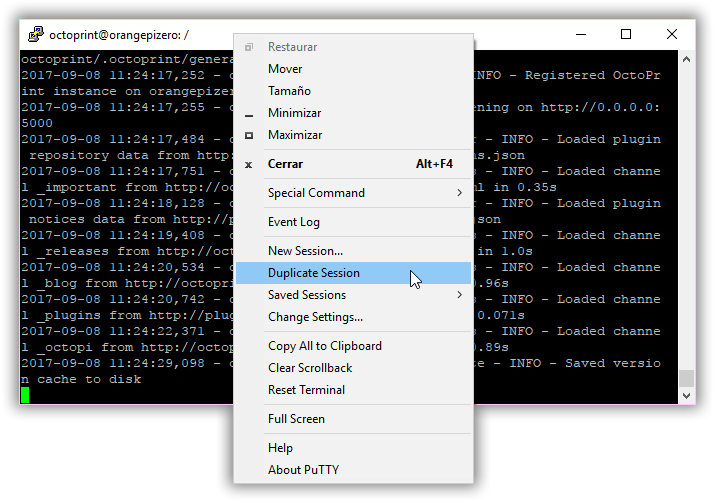 octoprint@orangepizero: /
octoprint/.octoprint/genera
2017-09-08 11:24:17,252 - INFO - Registered OctoPr
int instance on orangepizer
2017-09-08 11:24:17,255 - ening on http://0.0.0.0:
5000
2017-09-08 11:24:17,484 - - INFO - Loaded plugin
repository data from http: s.json
2017-09-08 11:24:17,751 - - INFO - Loaded channe
l _important from http://oc ml in 0.35s
2017-09-08 11:24:18,128 - - INFO - Loaded plugin
notices data from http://p json
2017-09-08 11:24:19,408 - - INFO - Loaded channe
l _releases from http://oct in 1.0s
2017-09-08 11:24:20,534 - - INFO - Loaded channe
l _blog from http://octopri 0.96s
2017-09-08 11:24:20,742 - - INFO - Loaded channe
l _plugins from http://plug 0.071s
2017-09-08 11:24:22,371 - - INFO - Loaded channe
l _octopi from http://octop 0.89s
2017-09-08 11:24:29,098 - te - INFO - Saved versio
n cache to disk
Restaurar
Mover
Tamaño
Minimizar
Maximizar
Cerrar Alt+F4
Special Command
Event Log
New Session...
Duplicate Session
Saved Sessions
Change Settings...
Copy All to Clipboard
Clear Scrollback
Reset Terminal
Full Screen
Help
About PuTTY